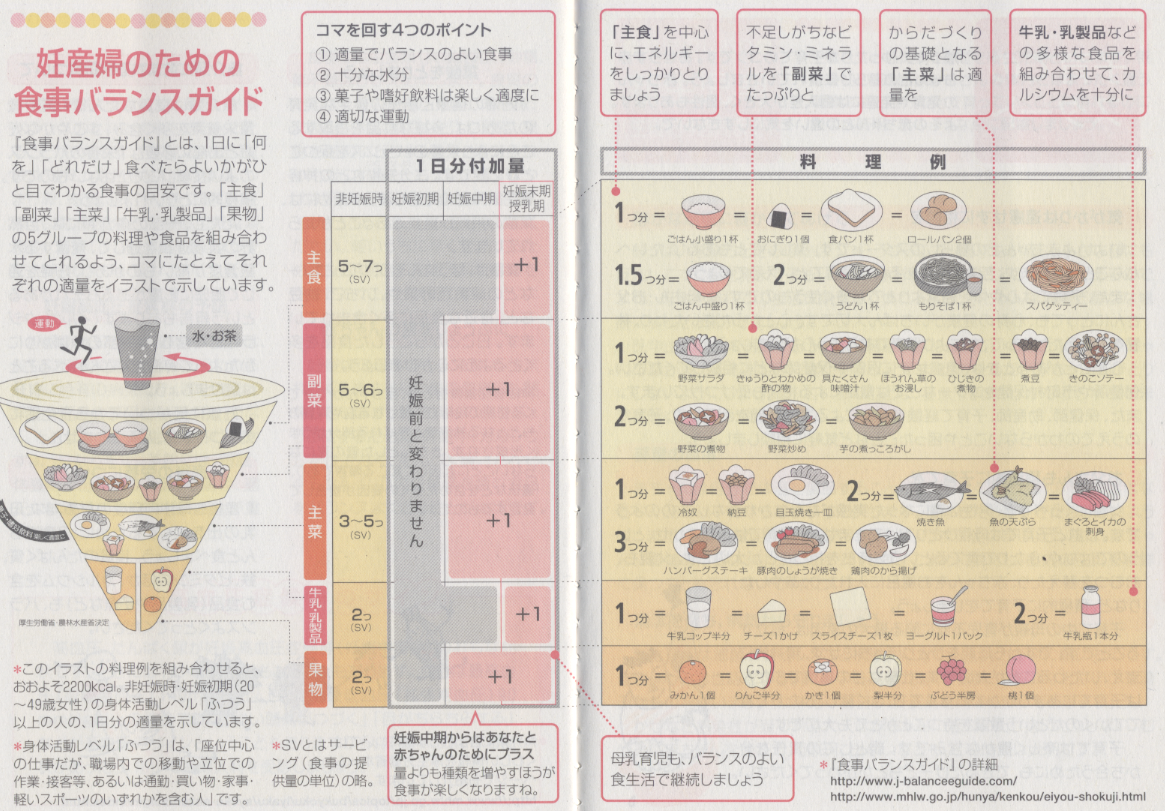 妊産婦のための
食事バランスガイド
『食事バランスガイド』とは、1日に「何
を」「どれだけ」食べたらよいかがひ
と目でわかる食事の目安です。「主食」
「副菜」「主菜」「牛乳・乳製品」「果物」
の5グループの料理や食品を組み合わ
せてとれるよう、コマにたとえてそれ
ぞれの適量をイラストで示しています。
運動
水・お茶
楽しく適度に
厚生労働省・農林水産省決定
*このイラストの料理例を組み合わせると、
おおよそ2200kcal。非妊娠時・妊娠初期(20
~49歳女性)の身体活動レベル「ふつう」
以上の人の、1日分の適量を示しています。
*身体活動レベル「ふつう」は、「座位中心
の仕事だが、職場内での移動や立位での
作業・接客等、あるいは通勤・買い物・家事・
軽いスポーツのいずれかを含む人」です。
*SVとはサービ
ング(食事の提
供量の単位)の略。
コマを回す4つのポイント
①適量でバランスのよい食事
②十分な水分
③菓子や嗜好飲料は楽しく適度に
④適切な運動
1日分付加量
非妊娠時 妊娠初期 妊娠中期 妊娠末期
授乳期
主食 5~7つ
(SV)
+1
副菜 5~6つ
(SV)
+1
主菜 3~5つ
(SV)
+1
牛乳・乳製品 2つ
(SV)
+1
果物 2つ
(SV)
+1
妊娠前と変わりません
妊娠中期からはあなたと
赤ちゃんのためにプラス
量よりも種類を増やすほうが
食事が楽しくなりますね。
「主食」を中心
に、エネルギー
をしっかりとり
ましょう
不足しがちなビ
タミン・ミネラ
ルを「副菜」で
たっぷりと
からだづくり
の基礎となる
「主菜」は適
量を
牛乳・乳製品など
の多様な食品を
組み合わせて、カ
ルシウムを十分に
料理例
1つ分= = = =
ごはん小盛り1杯 おにぎり1個 食パン1杯 ロールパン2個
1.5つ分= 2つ分= = =
ごはん中盛り1杯 うどん1杯 もりそば1杯 スパゲッティー
1つ分= = = = = = =
野菜サラダ きゅうりとわかめの
酢の物 具だくさん
味噌汁 ほうれん草の
お浸し ひじきの
煮物 煮豆 きのこソテー
2つ分= = =
野菜の煮物 野菜炒め 芋の煮っころがし
1つ分= = = 2つ分= = =
冷奴 納豆 目玉焼き一皿 焼き魚 魚の天ぷら まぐろとイカの
刺身
3つ分= = =
ハンバーグステーキ 豚肉のしょうが焼き 鶏肉のから揚げ
1つ分= = = = 2つ分=
牛乳コップ半分 チーズ1かけ スライスチーズ1枚 ヨーグルト1パック 牛乳瓶1本分
1つ分= = = = = =
みかん1個 りんご半分 かき1個 梨半分 ぶどう半房 桃1個
母乳育児も、バランスのよい
食生活で継続しましょう
*『食事バランスガイド』の詳細
http://www.j-balanceguide.com/
http://www.mhlw.go.jp/hunya/kenkou/eiyou-shokuji.html